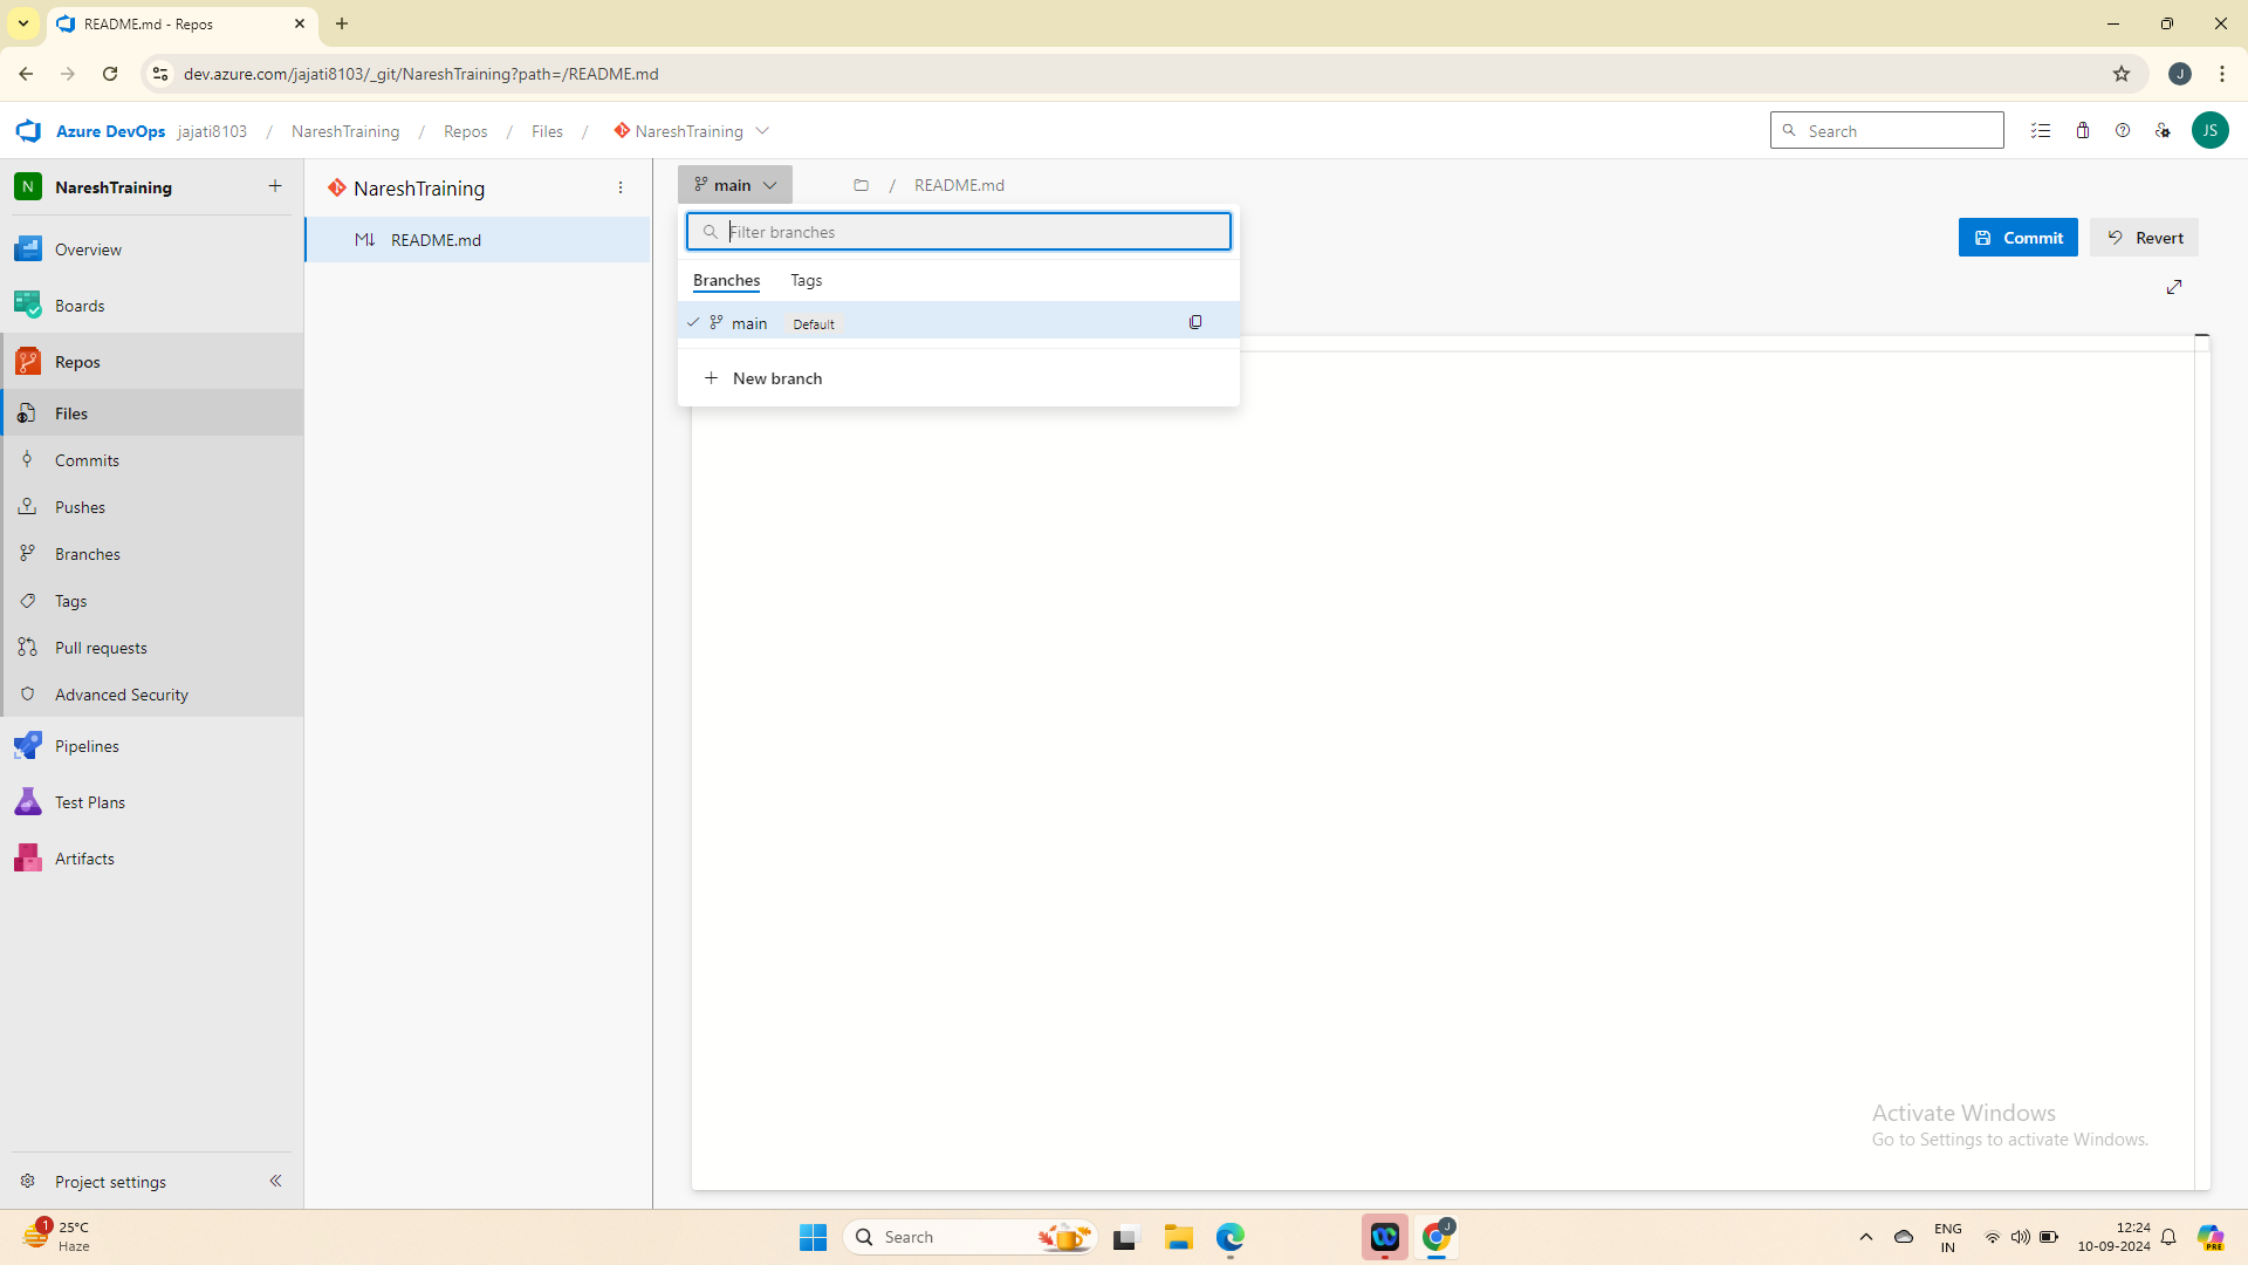 README.md - Repos
dev.azure.com/jajati8103/_git/NareshTraining?path=/README.md
J
Azure DevOps jajati8103 / NareshTraining / Repos / Files / NareshTraining
Search
JS
N NareshTraining
Overview
Boards
Repos
Files
Commits
Pushes
Branches
Tags
Pull requests
Advanced Security
Pipelines
Test Plans
Artifacts
Project settings
NareshTraining
M↓ README.md
main
/ README.md
Filter branches
Branches Tags
main Default
+ New branch
Commit
Revert
Activate Windows
Go to Settings to activate Windows.
1
25°C
Haze
Search
J
ENG
IN
12:24
10-09-2024
PRE